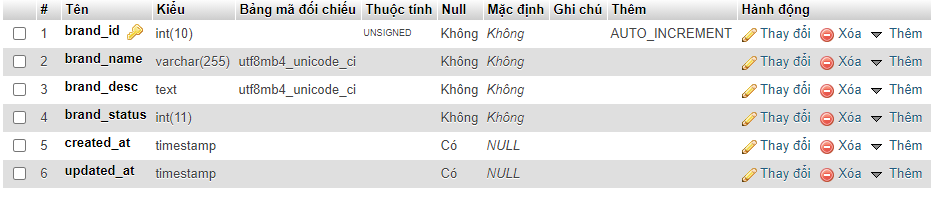 # Tên Kiểu Bảng mã đối chiếu Thuộc tính Null Mặc định Ghi chú Thêm Hành động
1 brand_id int(10) UNSIGNED Không Không AUTO_INCREMENT Thay đổi Xóa Thêm
2 brand_name varchar(255) utf8mb4_unicode_ci Không Không Thay đổi Xóa Thêm
3 brand_desc text utf8mb4_unicode_ci Không Không Thay đổi Xóa Thêm
4 brand_status int(11) Không Không Thay đổi Xóa Thêm
5 created_at timestamp Có NULL Thay đổi Xóa Thêm
6 updated_at timestamp Có NULL Thay đổi Xóa Thêm